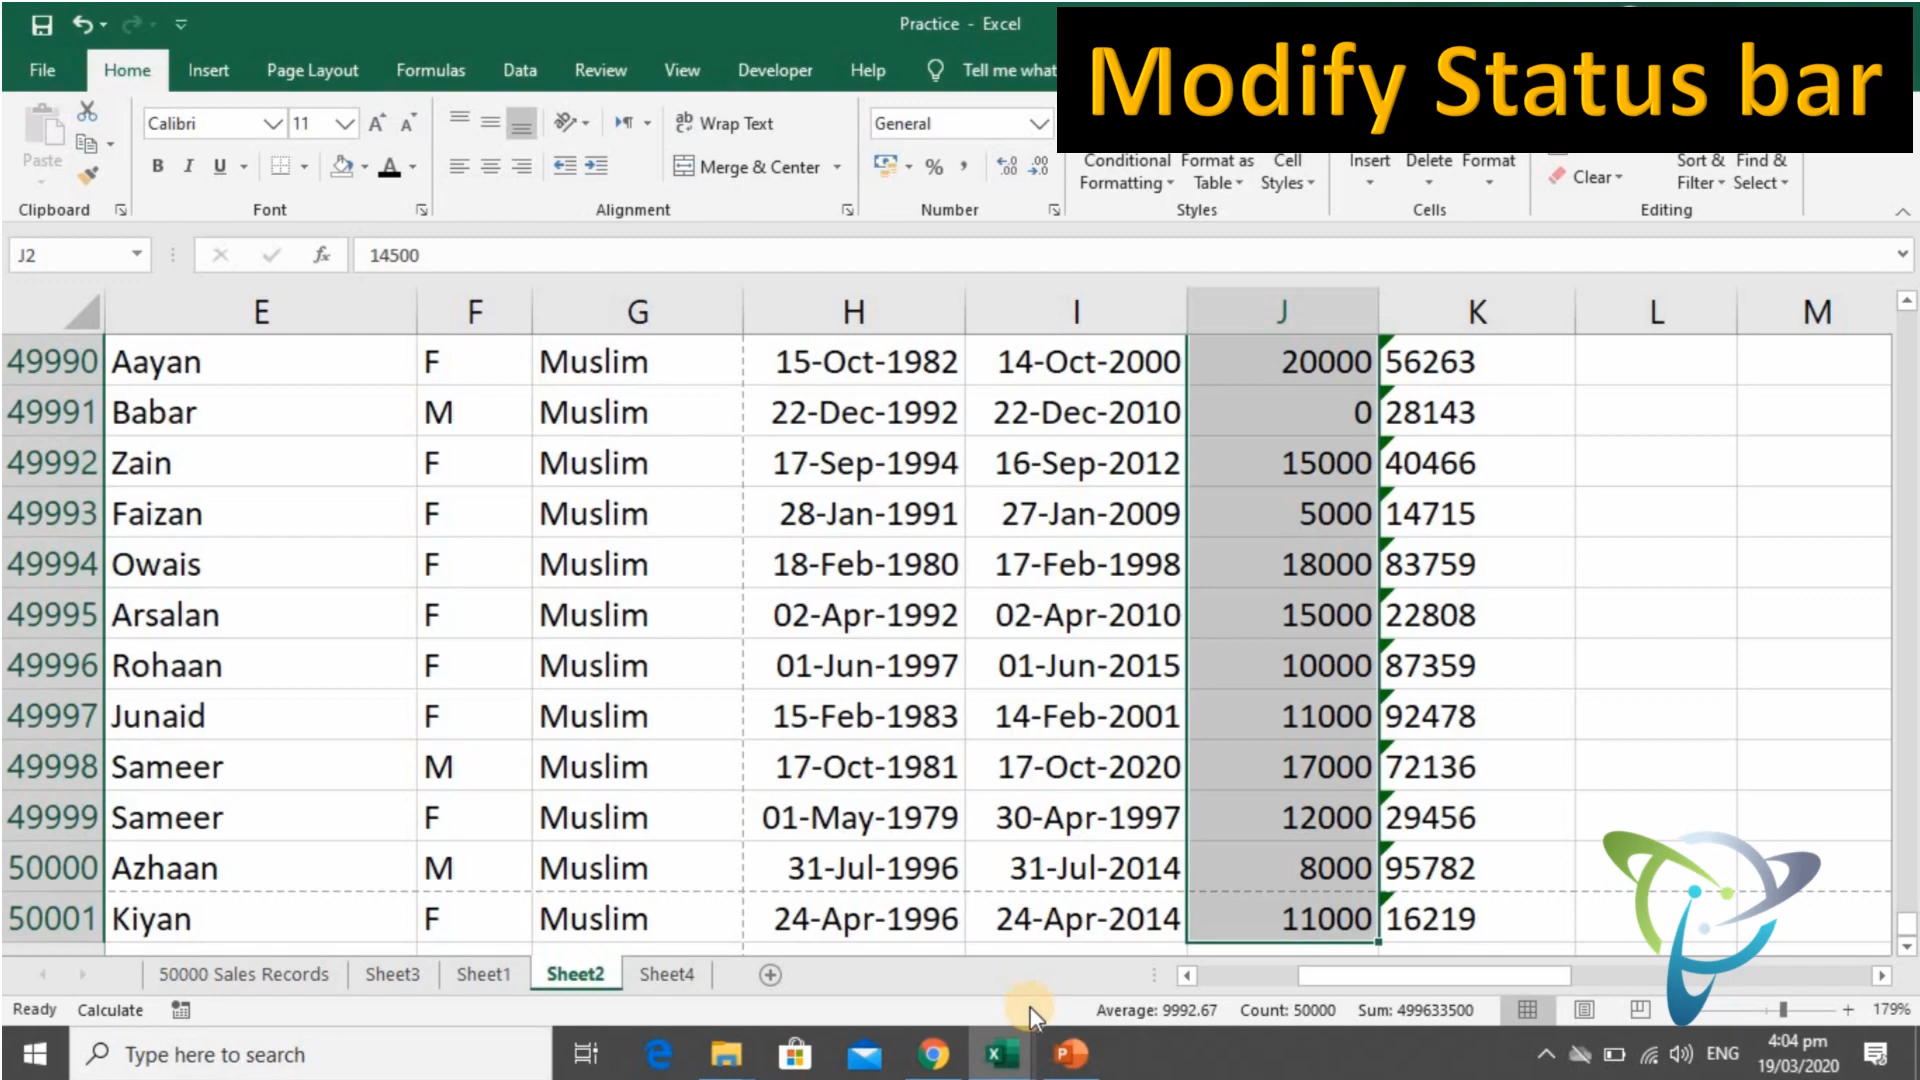 Practice - Excel
Modify Status bar
File Home Insert Page Layout Formulas Data Review View Developer Help Tell me what
Paste
Calibri 11
B I U
ab Wrap Text
Merge & Center
General
%
Conditional Formatting
Format as Table
Cell Styles
Insert Delete Format
Clear
Sort & Filter
Find & Select
Clipboard Font Alignment Number Styles Cells Editing
J2 fx 14500
E F G H I J K L M
49990 Aayan F Muslim 15-Oct-1982 14-Oct-2000 20000 56263
49991 Babar M Muslim 22-Dec-1992 22-Dec-2010 0 28143
49992 Zain F Muslim 17-Sep-1994 16-Sep-2012 15000 40466
49993 Faizan F Muslim 28-Jan-1991 27-Jan-2009 5000 14715
49994 Owais F Muslim 18-Feb-1980 17-Feb-1998 18000 83759
49995 Arsalan F Muslim 02-Apr-1992 02-Apr-2010 15000 22808
49996 Rohaan F Muslim 01-Jun-1997 01-Jun-2015 10000 87359
49997 Junaid F Muslim 15-Feb-1983 14-Feb-2001 11000 92478
49998 Sameer M Muslim 17-Oct-1981 17-Oct-2020 17000 72136
49999 Sameer F Muslim 01-May-1979 30-Apr-1997 12000 29456
50000 Azhaan M Muslim 31-Jul-1996 31-Jul-2014 8000 95782
50001 Kiyan F Muslim 24-Apr-1996 24-Apr-2014 11000 16219
50000 Sales Records Sheet3 Sheet1 Sheet2 Sheet4
Ready Calculate Average: 9992.67 Count: 50000 Sum: 499633500 179%
Type here to search
ENG
4:04 pm
19/03/2020